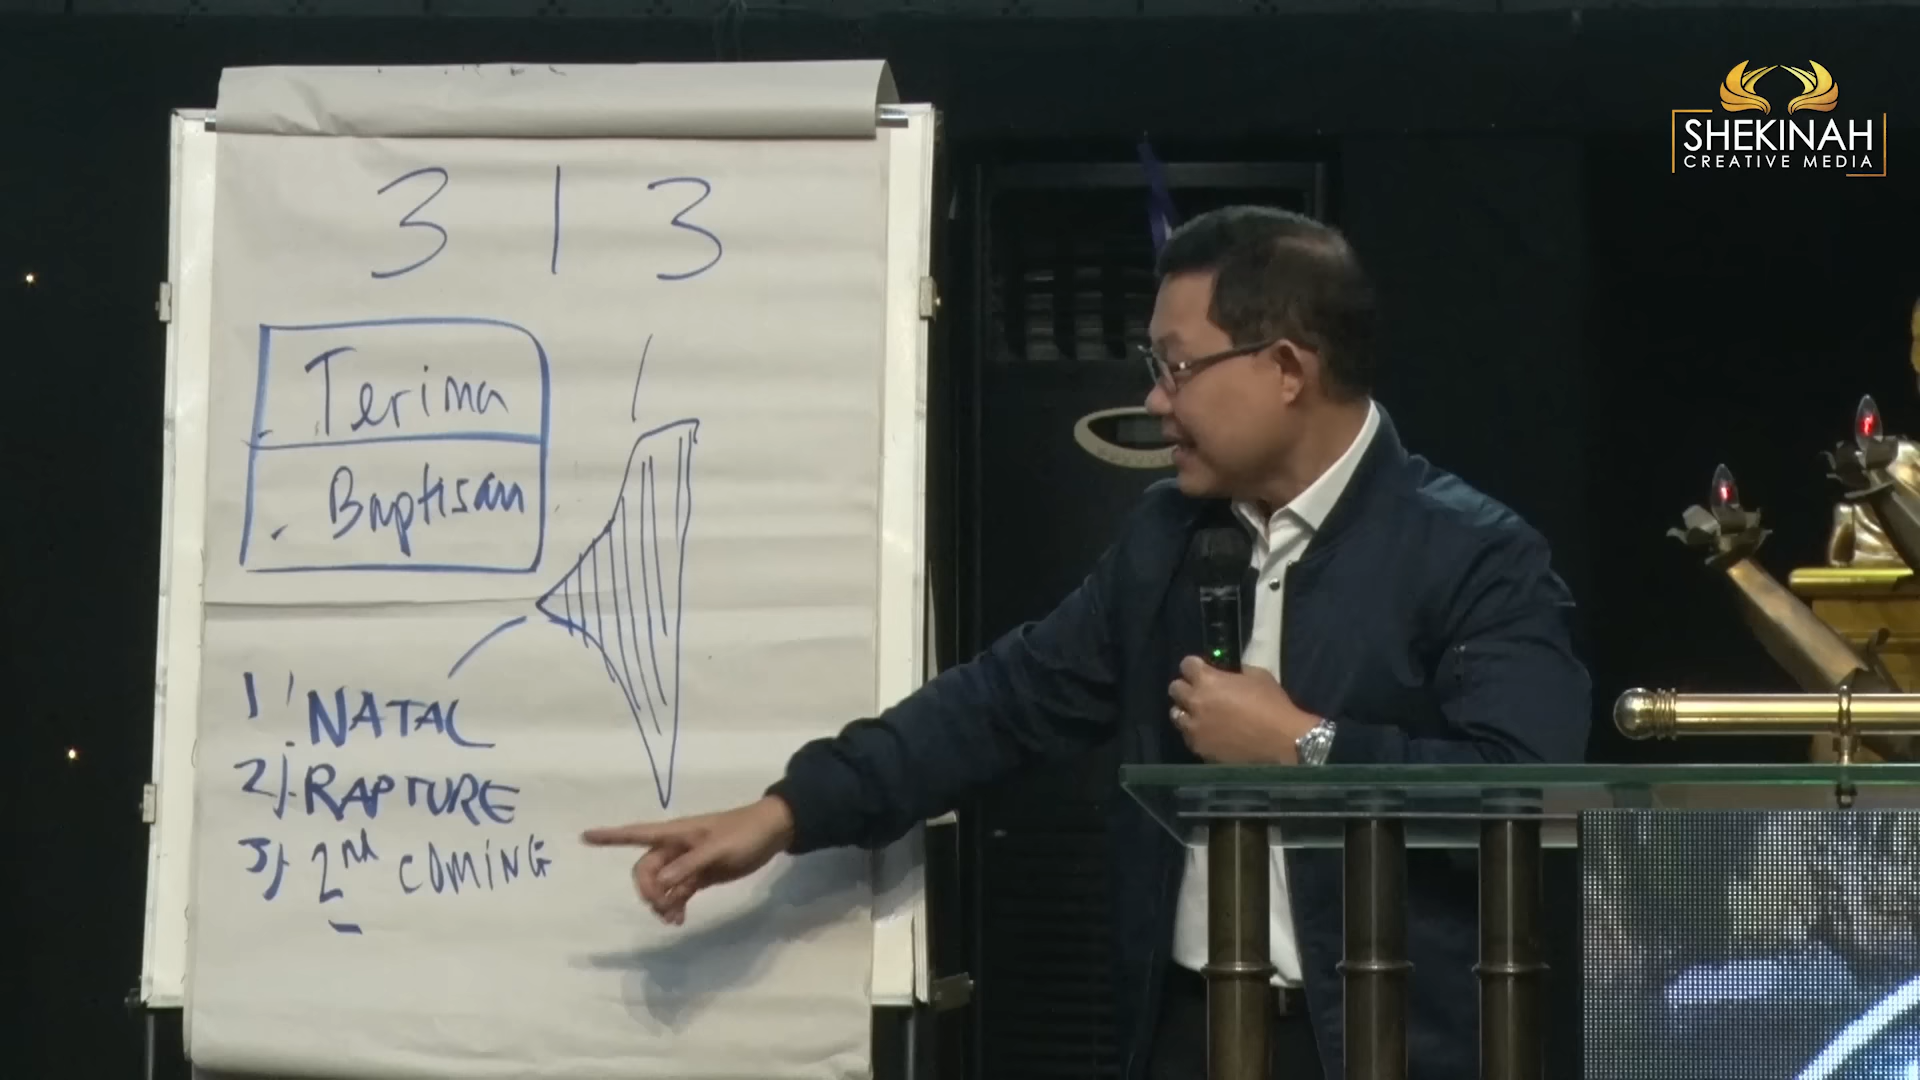 3 1 3
Terima
Baptisan
1) NATAL
2) RAPTURE
3) 2nd COMING
SHEKINAH
CREATIVE MEDIA